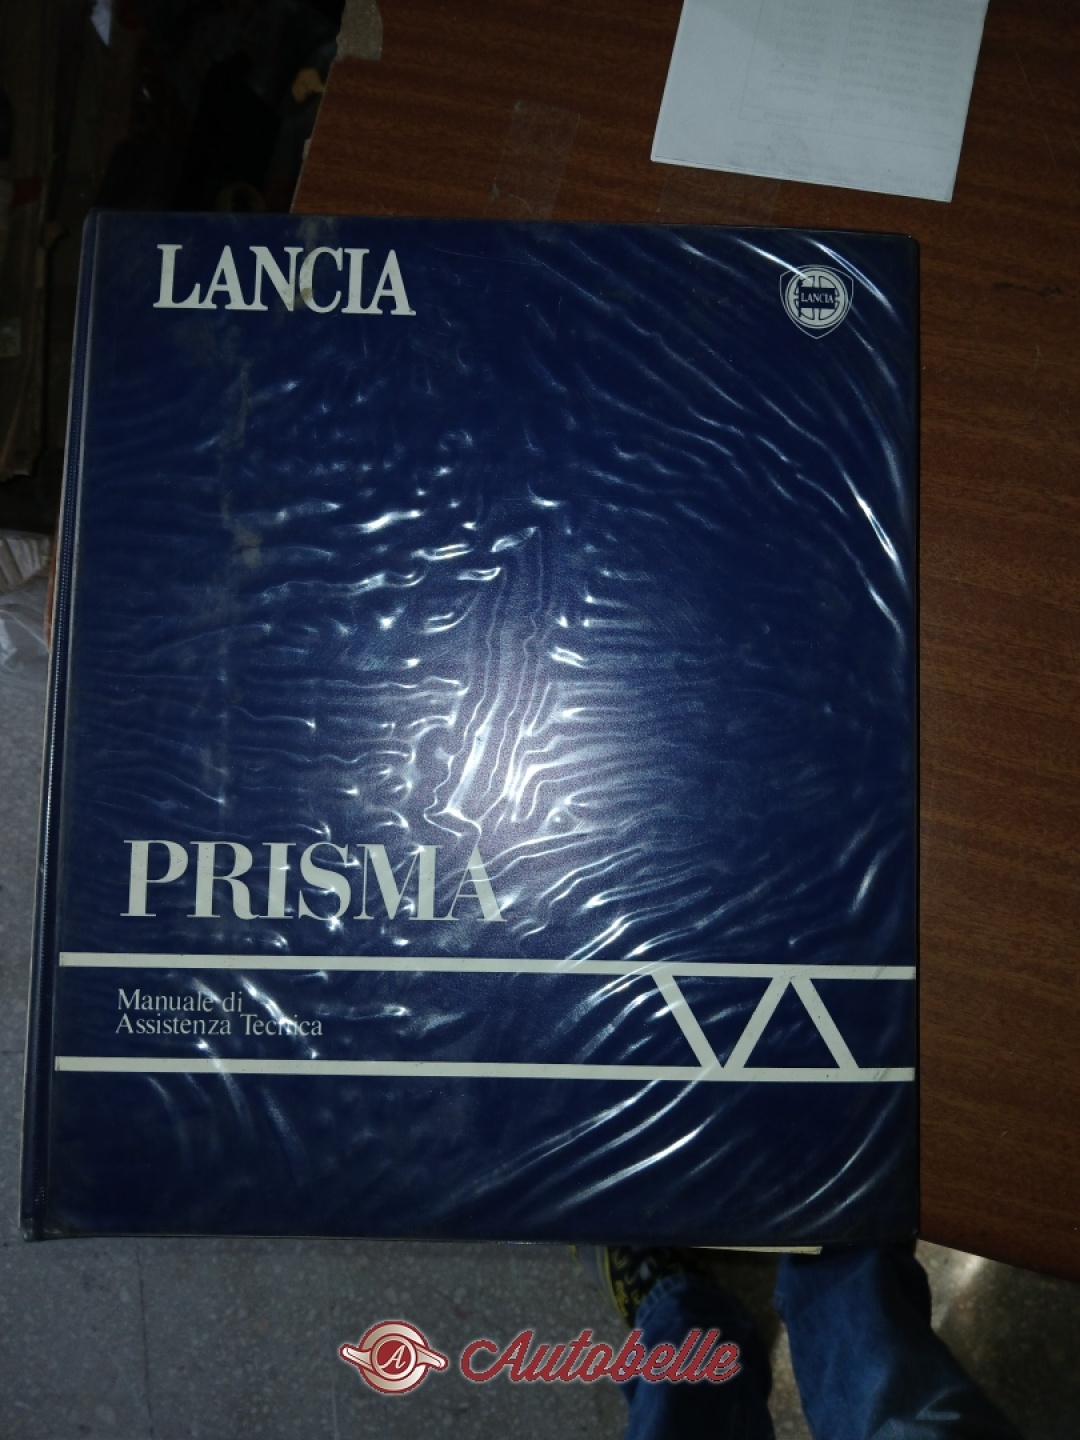 LANCIA
LANCIA
PRISMA
Manuale di
Assistenza Tecnica
A Autobelle